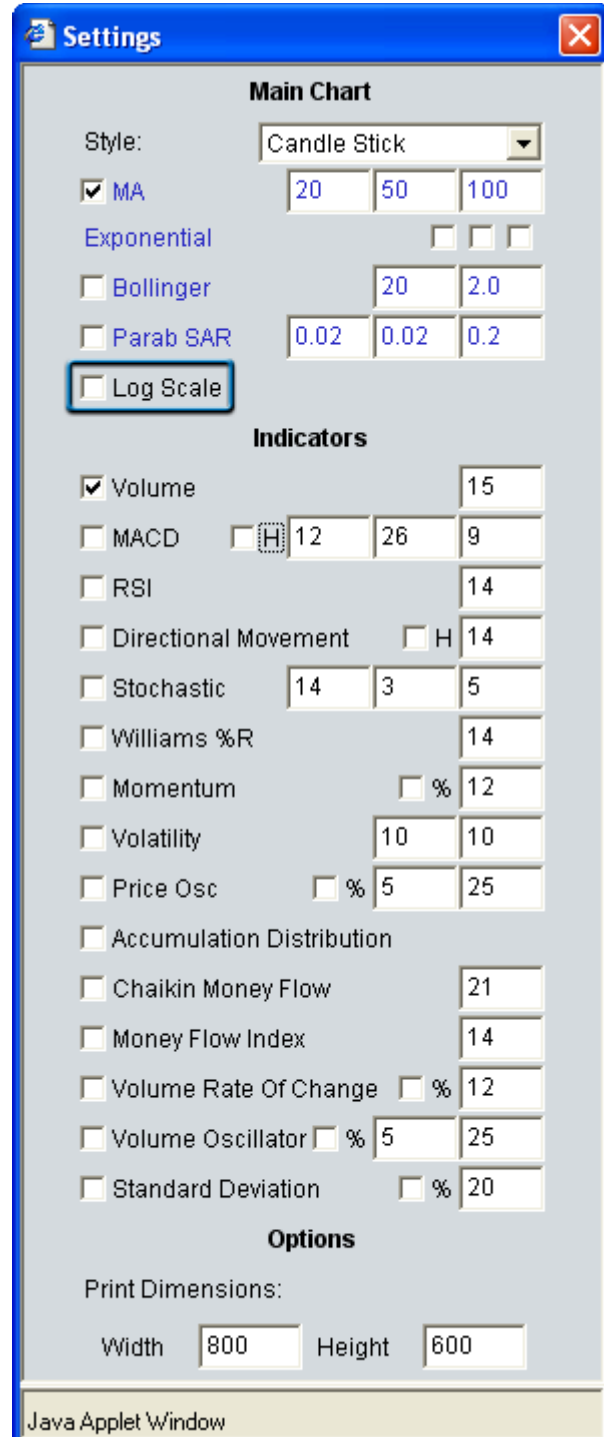 Settings
Main Chart
Style: Candle Stick
MA 20 50 100
Exponential
Bollinger 20 2.0
Parab SAR 0.02 0.02 0.2
Log Scale
Indicators
Volume 15
MACD H 12 26 9
RSI 14
Directional Movement H 14
Stochastic 14 3 5
Williams %R 14
Momentum % 12
Volatility 10 10
Price Osc % 5 25
Accumulation Distribution
Chaikin Money Flow 21
Money Flow Index 14
Volume Rate Of Change % 12
Volume Oscillator % 5 25
Standard Deviation % 20
Options
Print Dimensions:
Width 800 Height 600
Java Applet Window